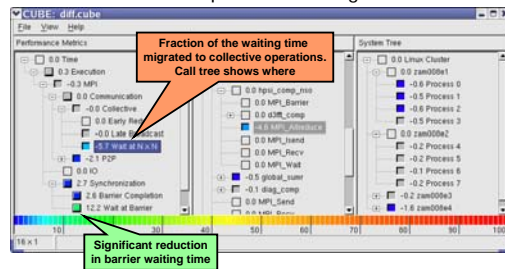 CUBE: diff.cube
File View Help
Performance Metrics
Fraction of the waiting time
migrated to collective operations.
Call tree shows where
System Tree
0.0 Time
0.3 Execution
-0.3 MPI
0.0 Communication
-0.0 Collective
0.0 Early Red
-0.0 Late Broadcast
-5.7 Wait at N x N
-2.1 P2P
0.0 IO
2.7 Synchronization
2.6 Barrier Completion
12.2 Wait at Barrier
0.0 hpsi_comp_nso
0.0 MPI_Barrier
0.0 d3fft_comp
-4.6 MPI_Allreduce
0.0 MPI_Isend
0.0 MPI_Recv
0.0 MPI_Wait
-0.5 global_sumr
-0.1 diag_comp
0.0 MPI_Send
0.0 Linux Cluster
0.0 zam008e1
-0.6 Process 0
-0.5 Process 1
-0.6 Process 2
-0.5 Process 3
0.0 zam008e2
-0.2 Process 4
-0.2 Process 5
-0.1 Process 6
-0.2 Process 7
-0.2 zam008e3
-1.6 zam008e4
10 40 50 60 70 80 90 100
16 x 1
Significant reduction
in barrier waiting time